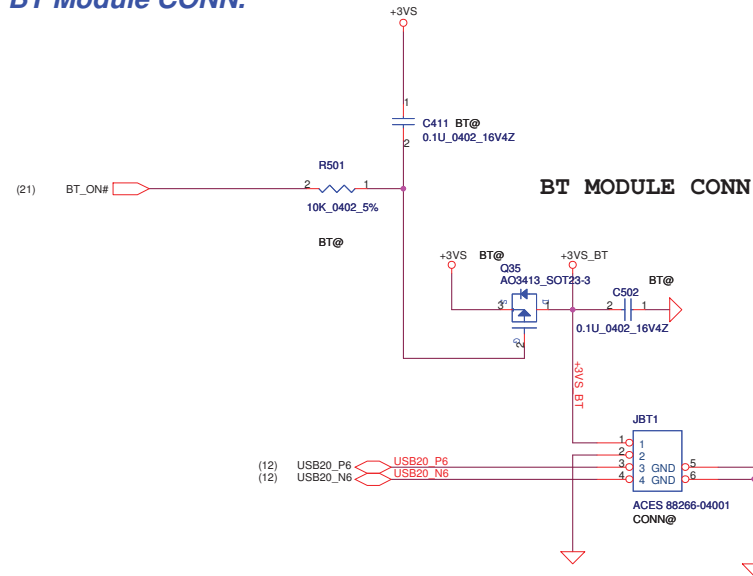 BT Module CONN.
+3VS
1
C411 BT@
0.1U_0402_16V4Z
2
R501
(21) BT_ON# 2 1
10K_0402_5%
BT@
BT MODULE CONN
+3VS BT@ +3VS_BT
Q35
AO3413_SOT23-3
C502 BT@
3 S D 1 2 1
0.1U_0402_16V4Z
G
2
+3VS_BT
JBT1
1 1
2 2
(12) USB20_P6 USB20_P6 3 3 GND 5
(12) USB20_N6 USB20_N6 4 4 GND 6
ACES 88266-04001
CONN@